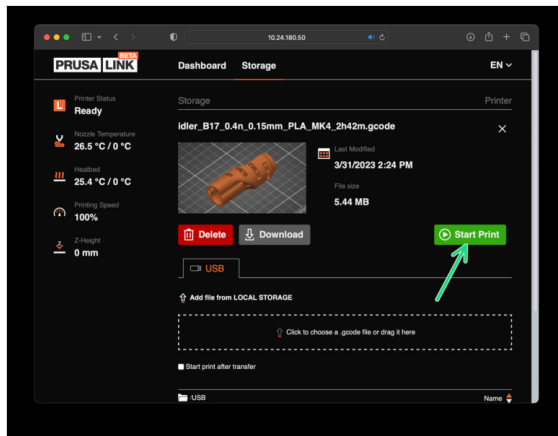 10.24.180.50
PRUSA LINK BETA
Dashboard Storage EN
Printer Status
Ready
Nozzle Temperature
26.5 °C / 0 °C
Heatbed
25.4 °C / 0 °C
Printing Speed
100%
Z-Height
0 mm
Storage Printer
idler_B17_0.4n_0.15mm_PLA_MK4_2h42m.gcode
Last Modified
3/31/2023 2:24 PM
File size
5.44 MB
Delete Download Start Print
USB
Add file from LOCAL STORAGE
Click to choose a .gcode file or drag it here
Start print after transfer
/USB Name